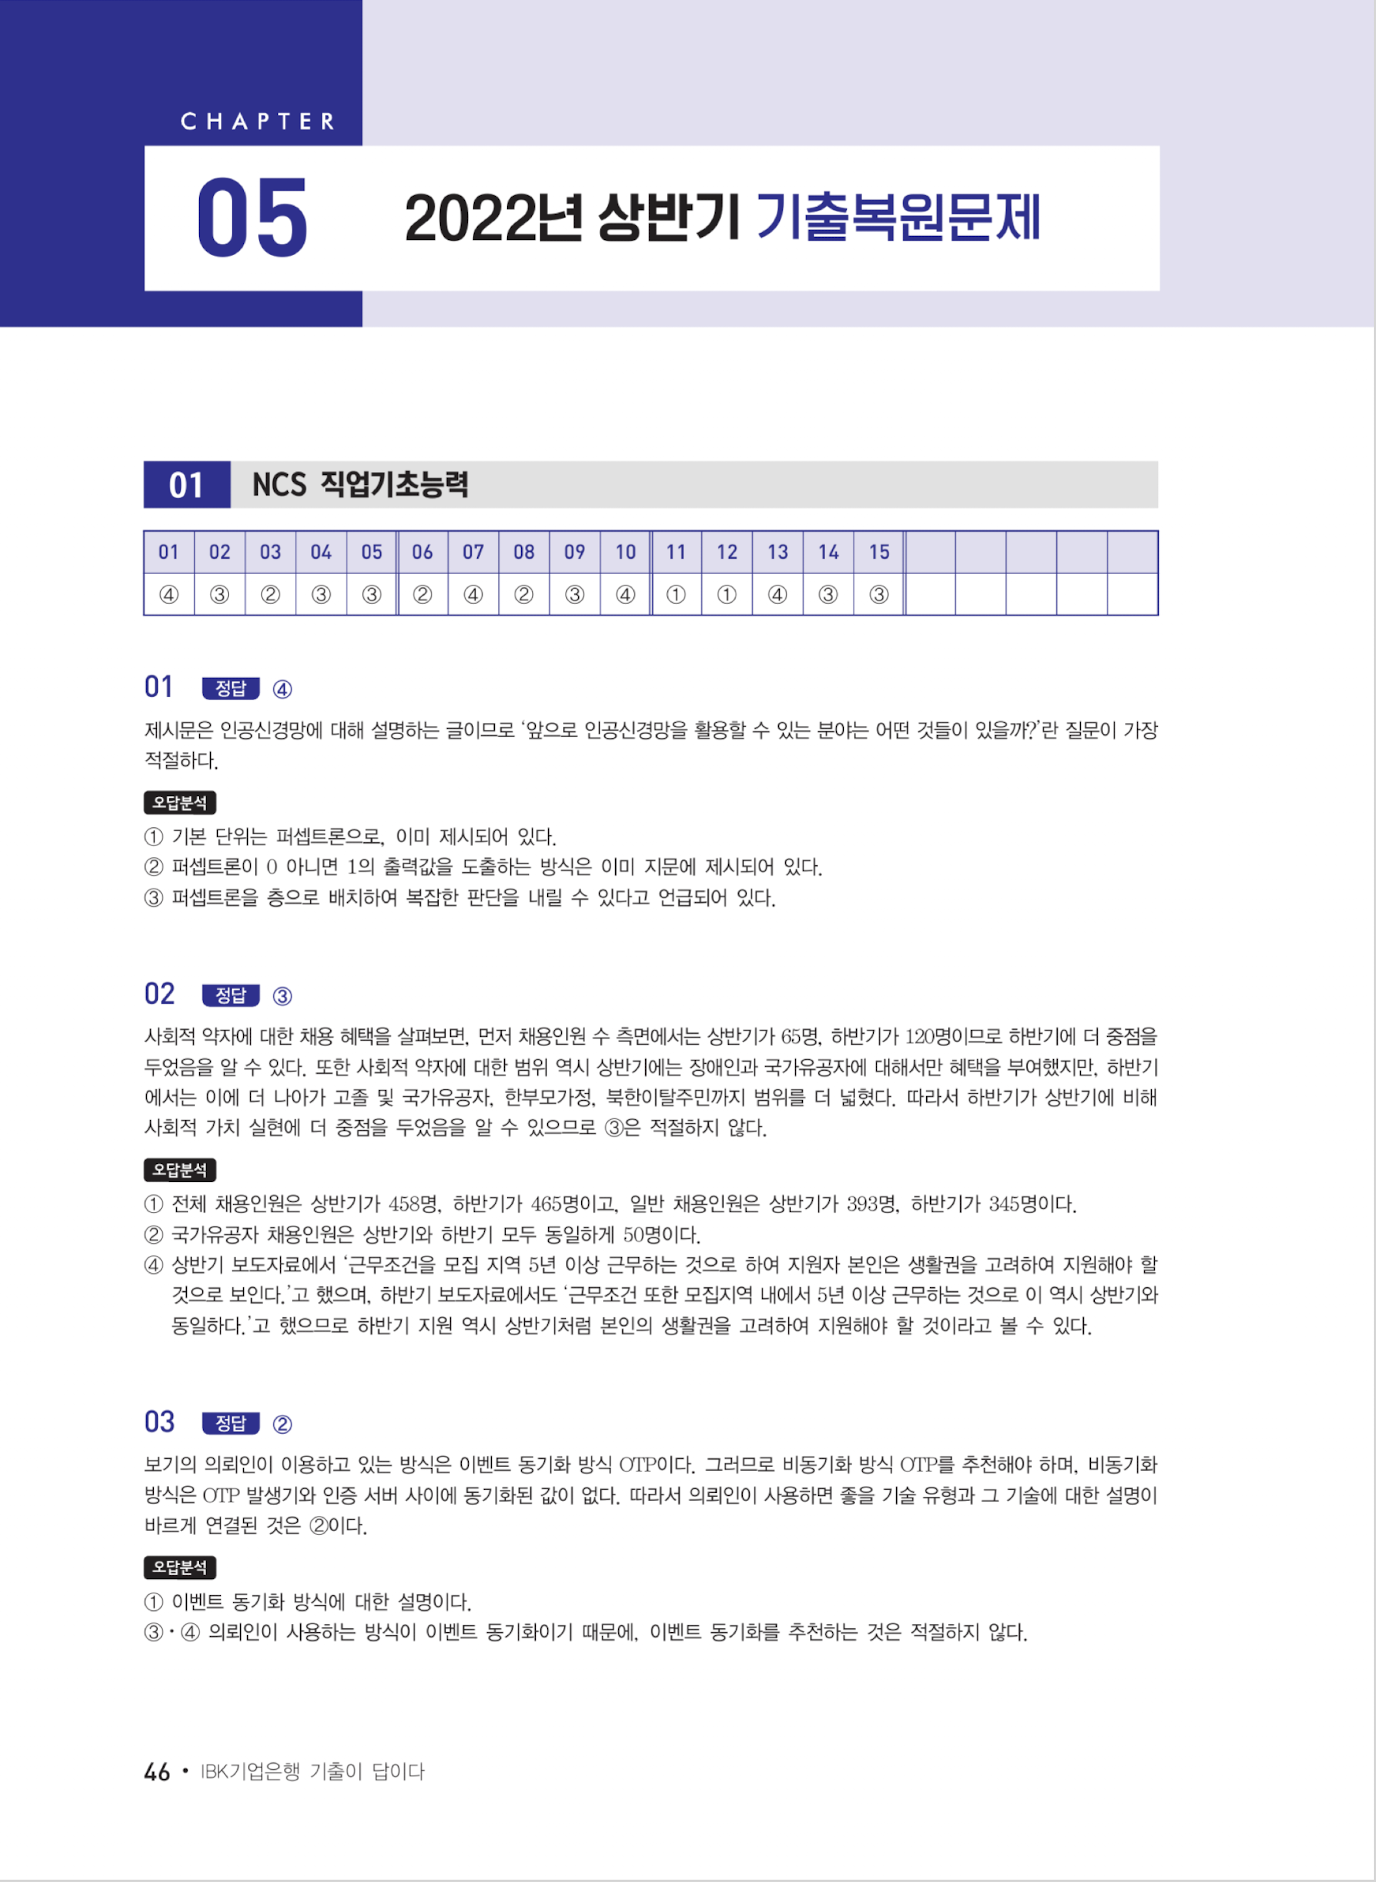 CHAPTER
05
2022년 상반기 기출복원문제
01 NCS 직업기초능력
01 02 03 04 05 06 07 08 09 10 11 12 13 14 15
④ ③ ② ③ ③ ② ④ ② ③ ④ ① ① ④ ③ ③
01 정답 ④
제시문은 인공신경망에 대해 설명하는 글이므로 ‘앞으로 인공신경망을 활용할 수 있는 분야는 어떤 것들이 있을까?’란 질문이 가장
적절하다.
오답분석
① 기본 단위는 퍼셉트론으로, 이미 제시되어 있다.
② 퍼셉트론이 0 아니면 1의 출력값을 도출하는 방식은 이미 지문에 제시되어 있다.
③ 퍼셉트론을 층으로 배치하여 복잡한 판단을 내릴 수 있다고 언급되어 있다.
02 정답 ③
사회적 약자에 대한 채용 혜택을 살펴보면, 먼저 채용인원 수 측면에서는 상반기가 65명, 하반기가 120명이므로 하반기에 더 중점을
두었음을 알 수 있다. 또한 사회적 약자에 대한 범위 역시 상반기에는 장애인과 국가유공자에 대해서만 혜택을 부여했지만, 하반기
에서는 이에 더 나아가 고졸 및 국가유공자, 한부모가정, 북한이탈주민까지 범위를 더 넓혔다. 따라서 하반기가 상반기에 비해
사회적 가치 실현에 더 중점을 두었음을 알 수 있으므로 ③은 적절하지 않다.
오답분석
① 전체 채용인원은 상반기가 458명, 하반기가 465명이고, 일반 채용인원은 상반기가 393명, 하반기가 345명이다.
② 국가유공자 채용인원은 상반기와 하반기 모두 동일하게 50명이다.
④ 상반기 보도자료에서 ‘근무조건을 모집 지역 5년 이상 근무하는 것으로 하여 지원자 본인은 생활권을 고려하여 지원해야 할
것으로 보인다.’고 했으며, 하반기 보도자료에서도 ‘근무조건 또한 모집지역 내에서 5년 이상 근무하는 것으로 이 역시 상반기와
동일하다.’고 했으므로 하반기 지원 역시 상반기처럼 본인의 생활권을 고려하여 지원해야 할 것이라고 볼 수 있다.
03 정답 ②
보기의 의뢰인이 이용하고 있는 방식은 이벤트 동기화 방식 OTP이다. 그러므로 비동기화 방식 OTP를 추천해야 하며, 비동기화
방식은 OTP 발생기와 인증 서버 사이에 동기화된 값이 없다. 따라서 의뢰인이 사용하면 좋을 기술 유형과 그 기술에 대한 설명이
바르게 연결된 것은 ②이다.
오답분석
① 이벤트 동기화 방식에 대한 설명이다.
③・④ 의뢰인이 사용하는 방식이 이벤트 동기화이기 때문에, 이벤트 동기화를 추천하는 것은 적절하지 않다.
46 • IBK기업은행 기출이 답이다